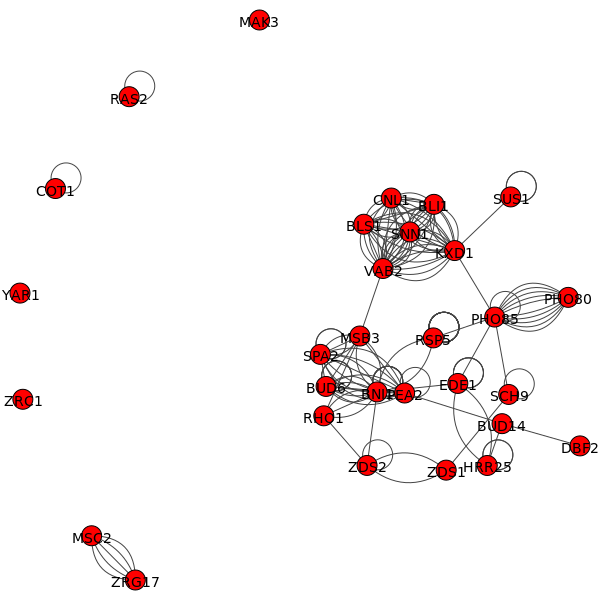 MAK3
RAS2
COT1
SUS1
CNL1
BLI1
BLS1
SNN1
KXD1
VAB2
YAR1
PHO80
PHO85
MSB3
RSP5
SPA2
BUD6
BNI1
PEA2
EDE1
SCH9
ZRC1
RHO1
BUD14
DBF2
ZDS2
ZDS1
HRR25
MSC2
ZRG17